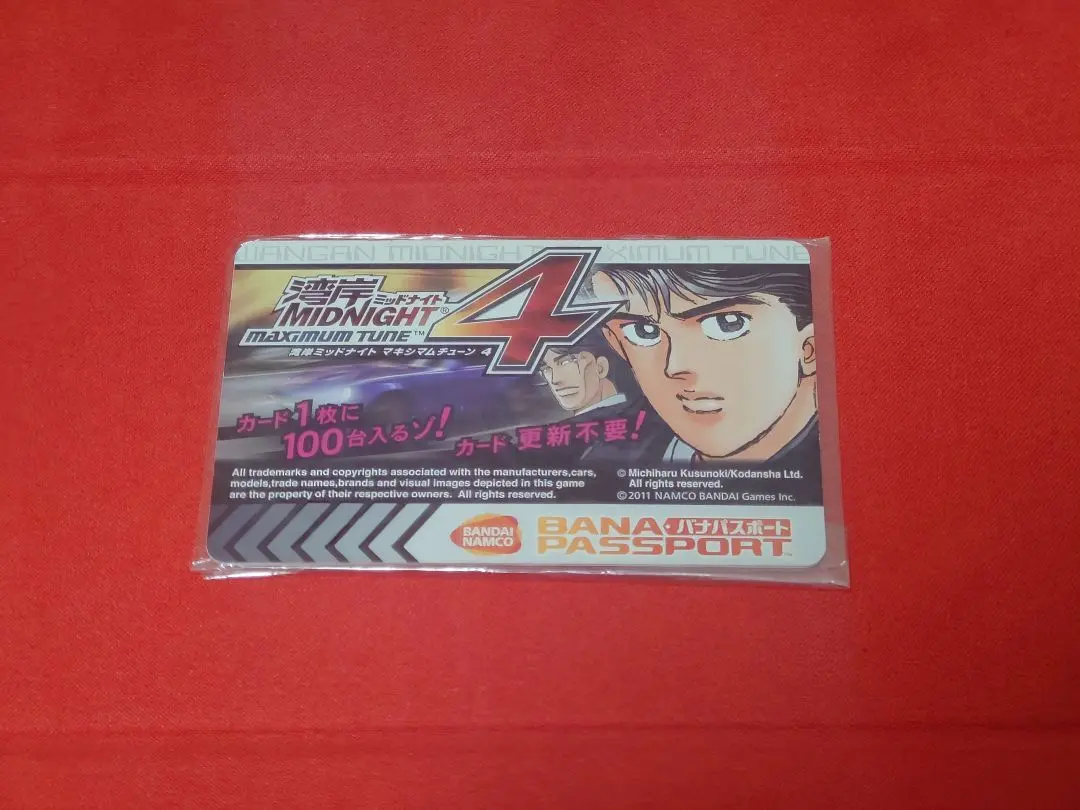 WANGAN MIDNIGHT MAXIMUM TUNE
湾岸 ミッドナイト
MIDNIGHT®
MAXIMUM TUNE™
4
湾岸ミッドナイト マキシマムチューン 4
カード1枚に
100台入るゾ!
カード更新不要!
All trademarks and copyrights associated with the manufacturers,cars,
models,trade names,brands and visual images depicted in this game
are the property of their respective owners. All rights reserved.
© Michiharu Kusunoki/Kodansha Ltd.
All rights reserved.
© 2011 NAMCO BANDAI Games Inc.
BANDAI
NAMCO
BANA・バナパスポート
PASSPORT™